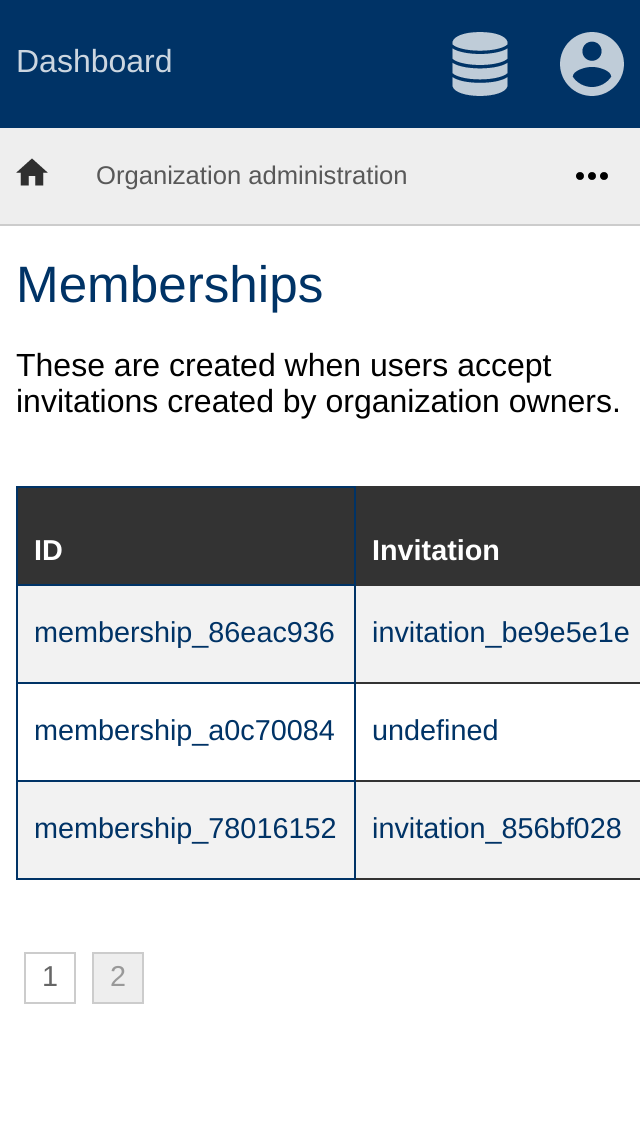 Dashboard
Organization administration
Memberships
These are created when users accept
invitations created by organization owners.
ID Invitation
membership_86eac936 invitation_be9e5e1e
membership_a0c70084 undefined
membership_78016152 invitation_856bf028
1 2